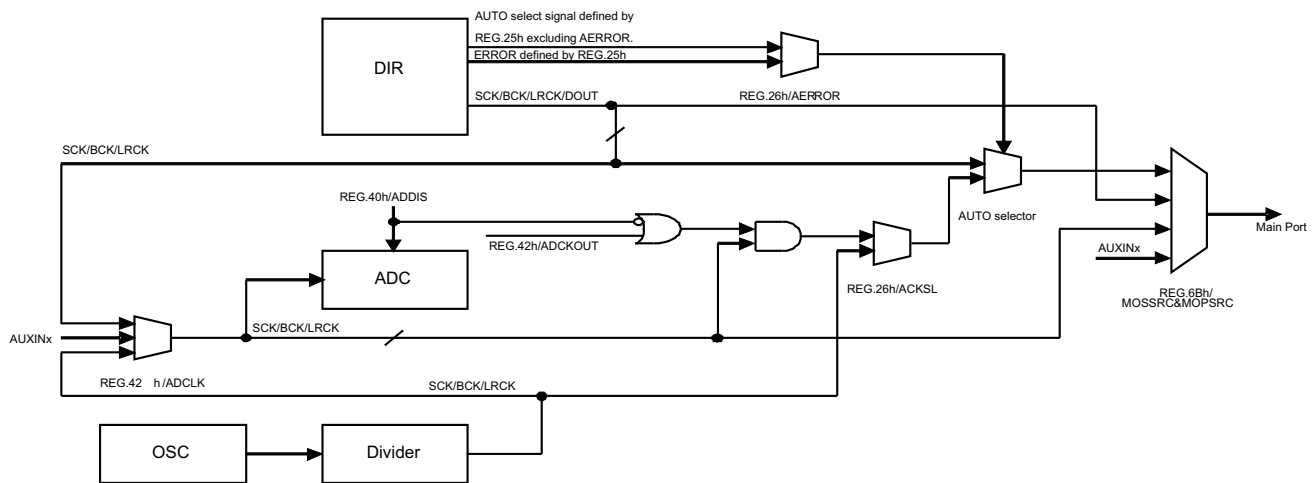 AUTO select signal defined by
REG.25h excluding AERROR.
ERROR defined by REG.25h
DIR
SCK/BCK/LRCK/DOUT
REG.26h/AERROR
SCK/BCK/LRCK
REG.40h/ADDIS
AUTO selector
REG.42h/ADCKOUT
Main Port
AUXINx
ADC
REG.26h/ACKSL
REG.6Bh/
MOSSRC&MOPSRC
SCK/BCK/LRCK
AUXINx
REG.42 h/ADCLK
SCK/BCK/LRCK
OSC
Divider